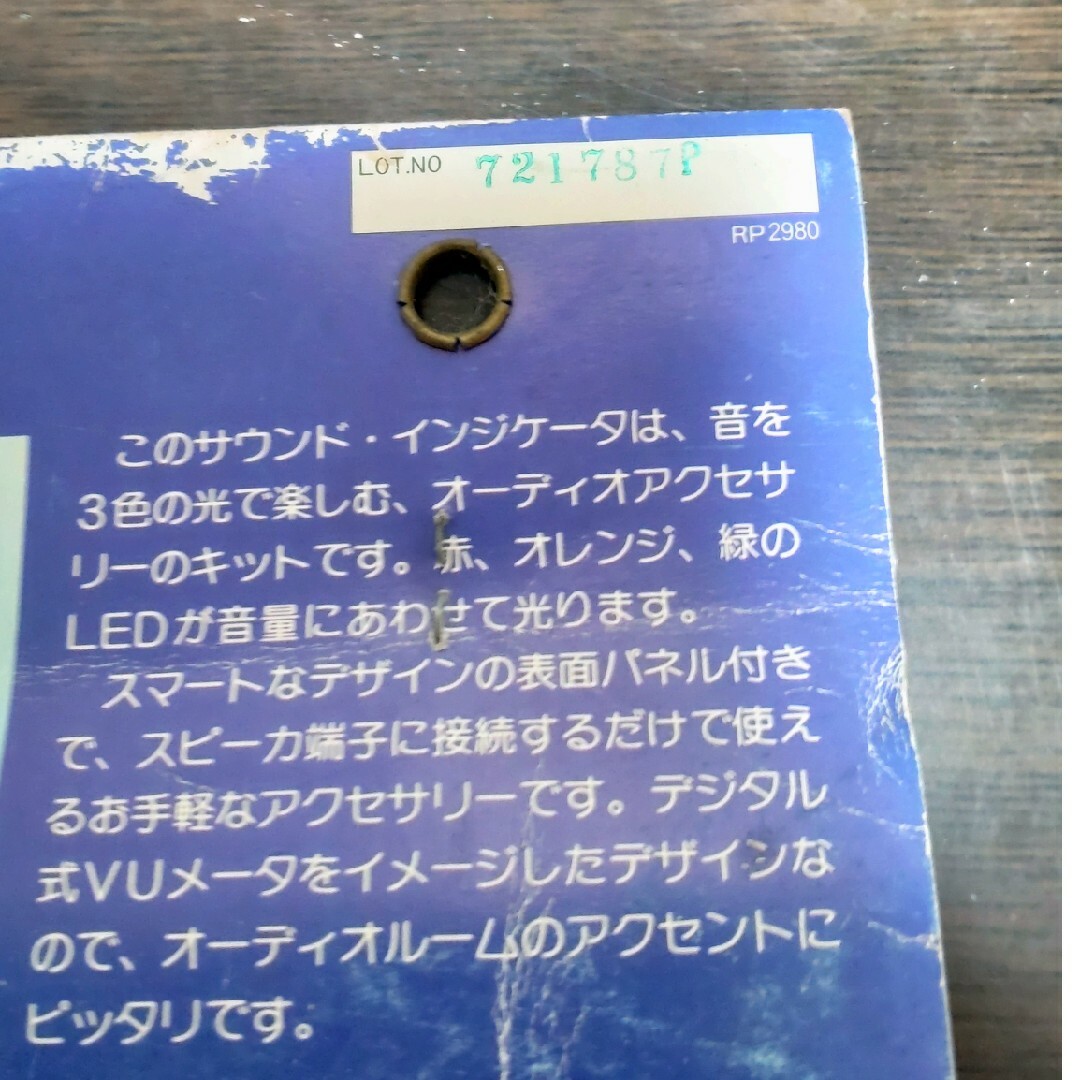 LOT.NO 721787P
RP2980
このサウンド・インジケータは、音を
3色の光で楽しむ、オーディオアクセサ
リーのキットです。赤、オレンジ、緑の
LEDが音量にあわせて光ります。
スマートなデザインの表面パネル付き
で、スピーカ端子に接続するだけで使え
るお手軽なアクセサリーです。デジタル
式VUメータをイメージしたデザインな
ので、オーディオルームのアクセントに
ピッタリです。